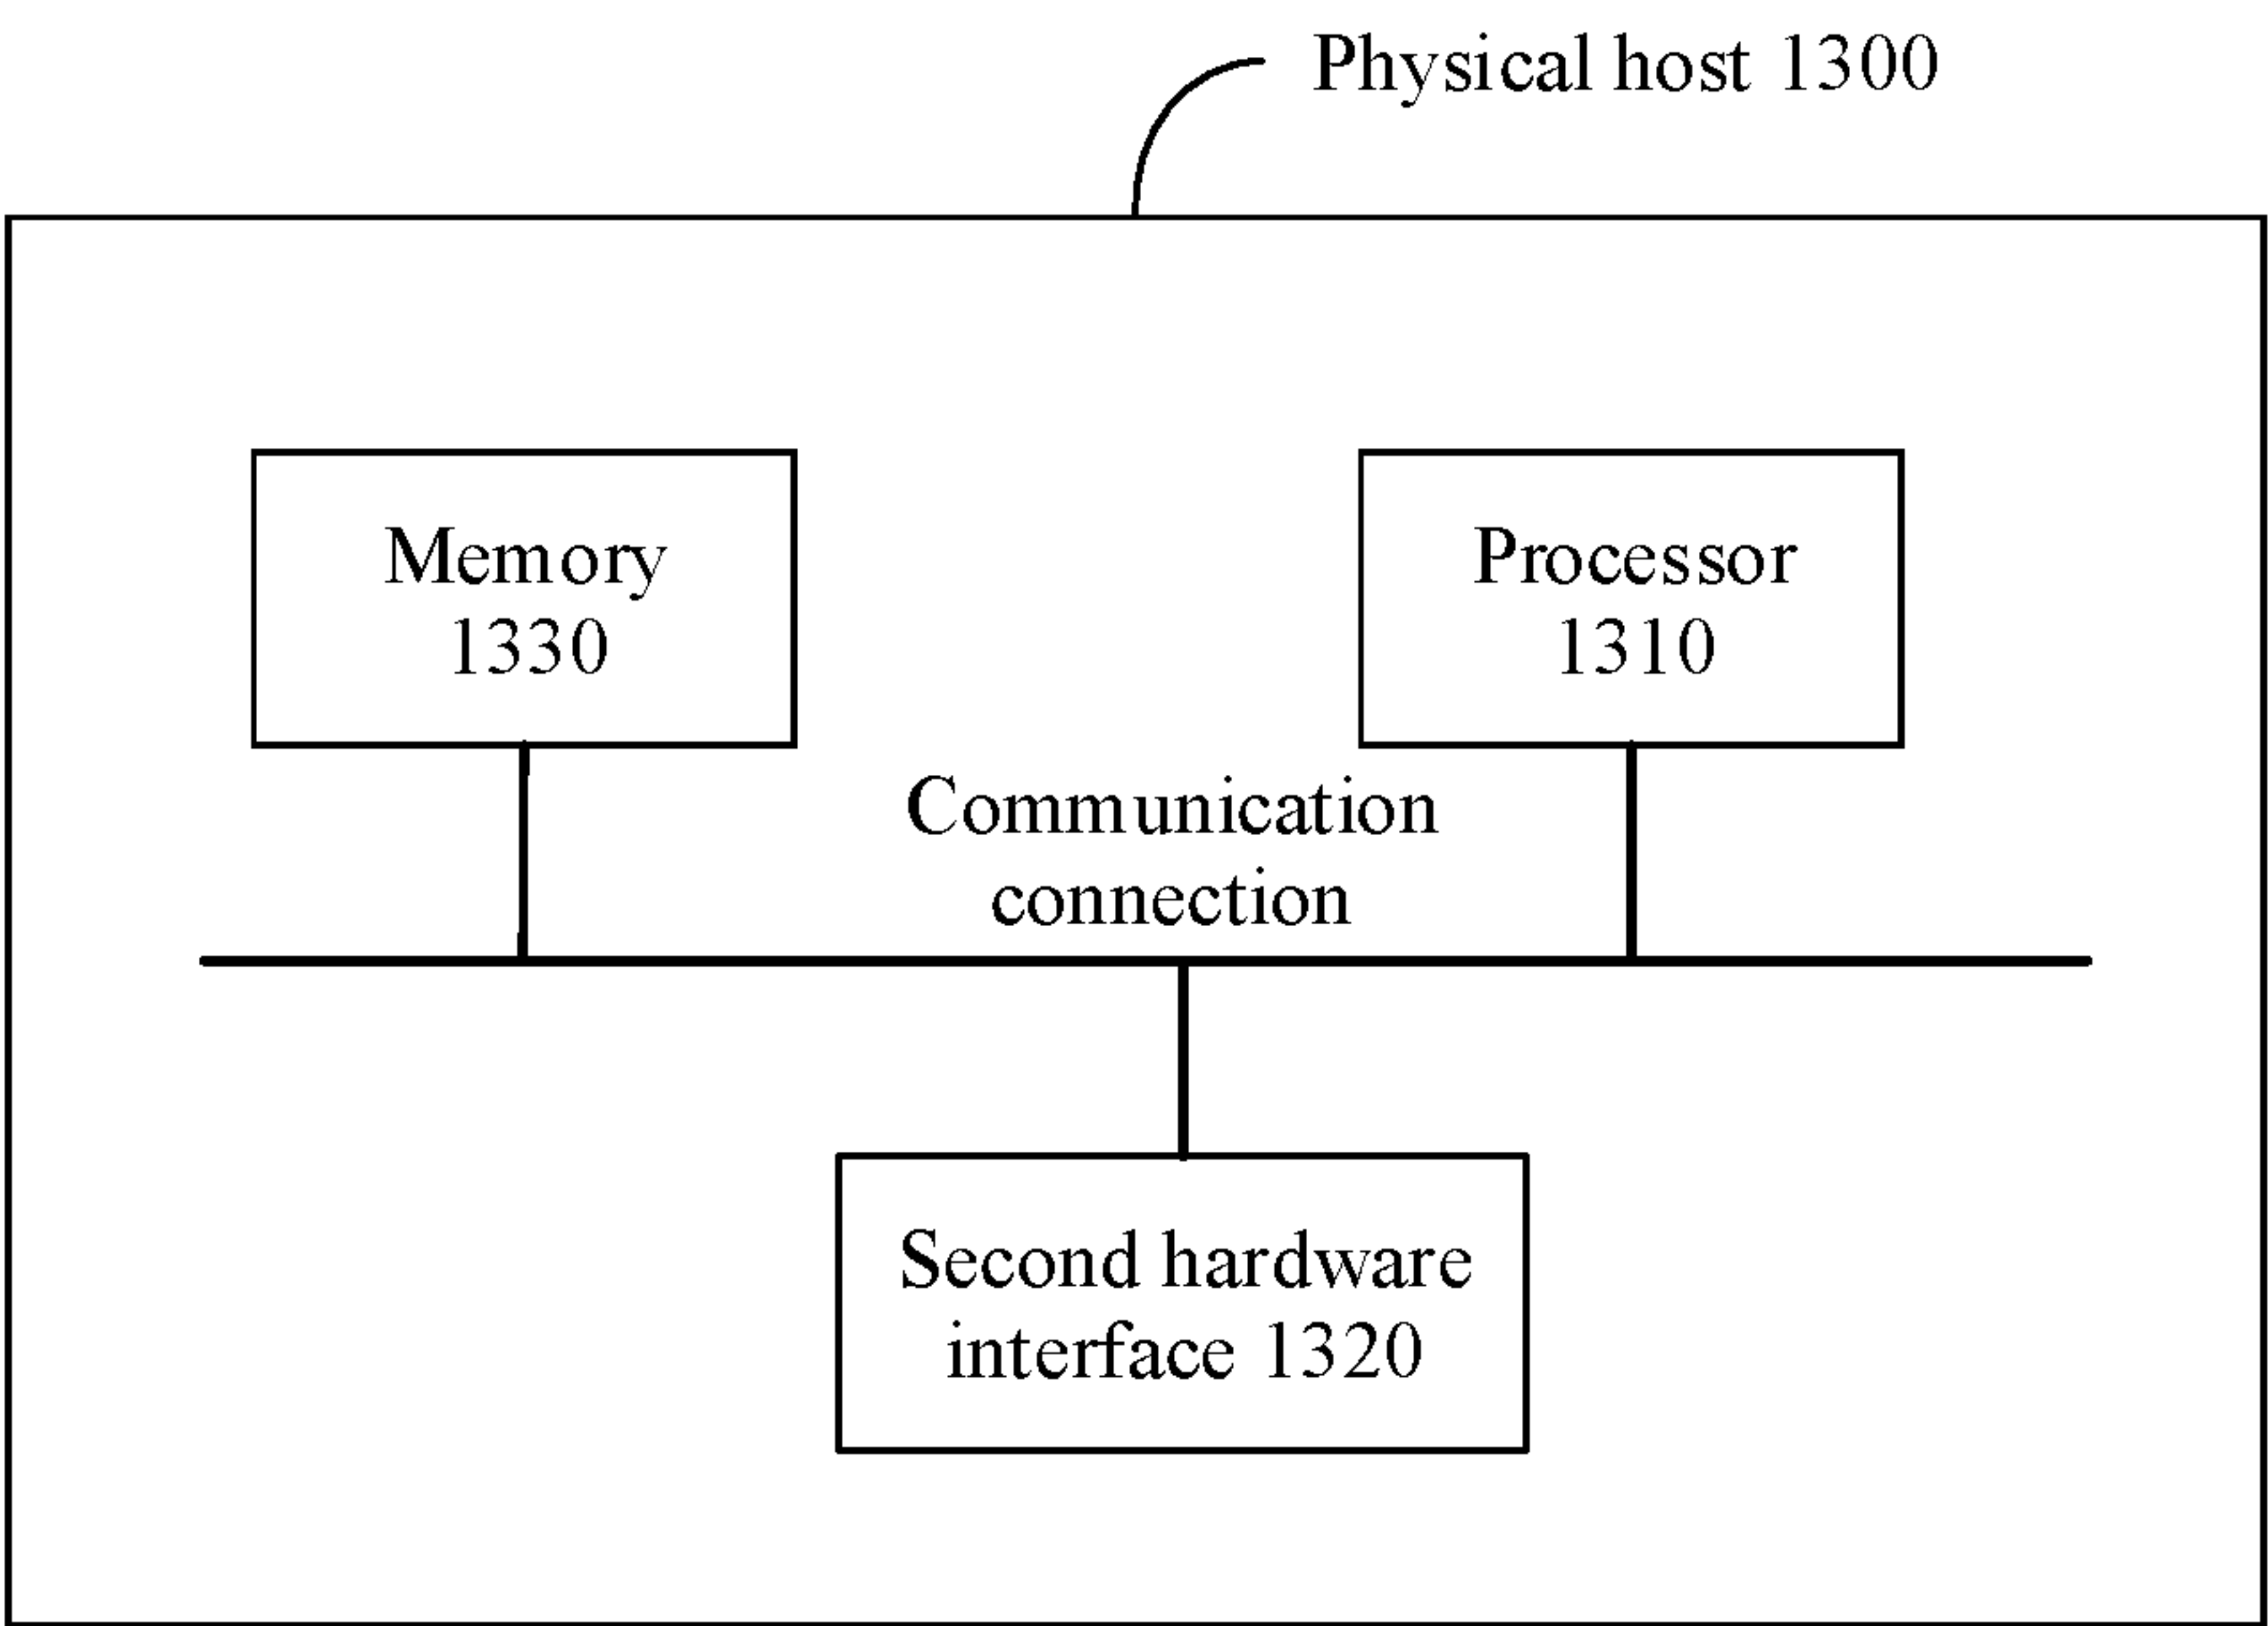 Physical host 1300
Memory
1330
Processor
1310
Communication
connection
Second hardware
interface 1320